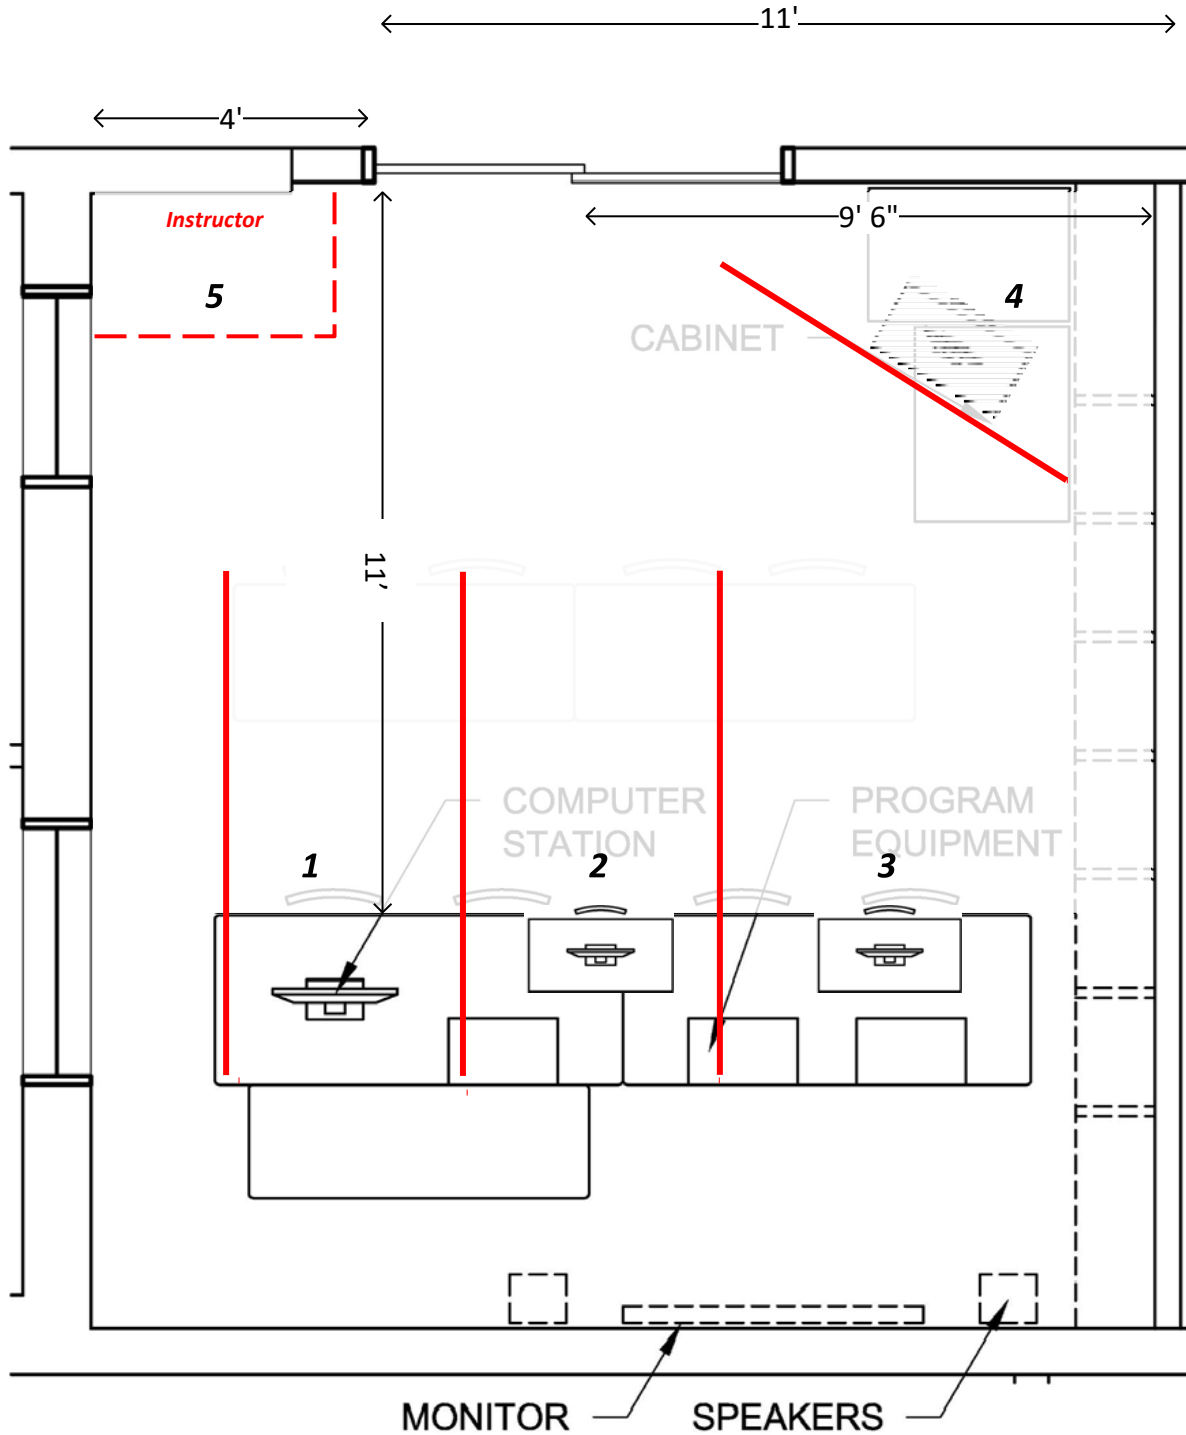 11'
4'
Instructor
9' 6"
5
4
CABINET
11'
COMPUTER
STATION
PROGRAM
EQUIPMENT
1
2
3
MONITOR
SPEAKERS